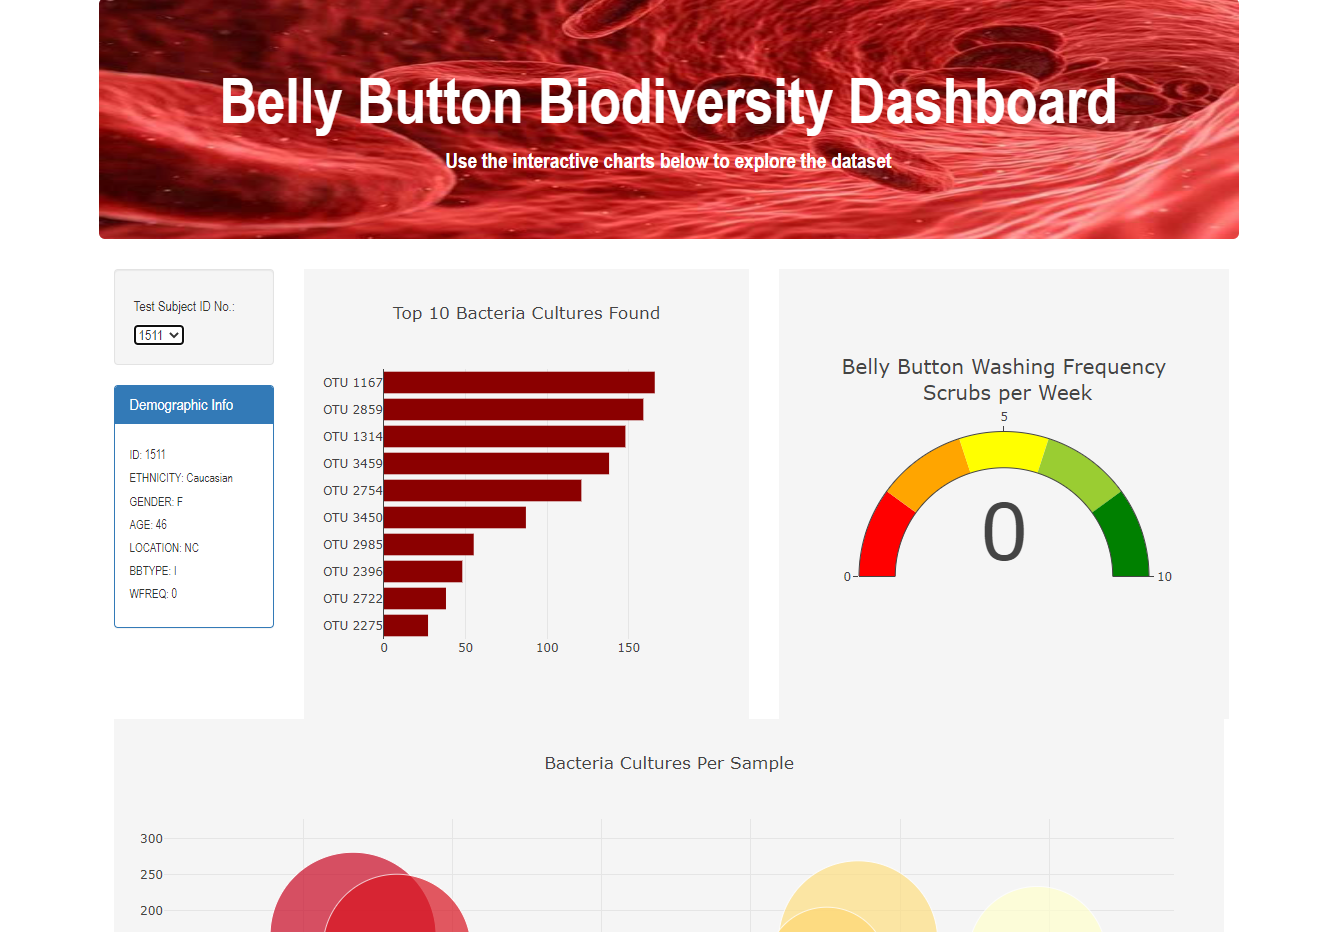 Belly Button Biodiversity Dashboard
Use the interactive charts below to explore the dataset
Test Subject ID No.:
1511
Demographic Info
ID: 1511
ETHNICITY: Caucasian
GENDER: F
AGE: 46
LOCATION: NC
BBTYPE: I
WFREQ: 0
Top 10 Bacteria Cultures Found
OTU 1167
OTU 2859
OTU 1314
OTU 3459
OTU 2754
OTU 3450
OTU 2985
OTU 2396
OTU 2722
OTU 2275
0 50 100 150
Belly Button Washing Frequency
Scrubs per Week
5
0
0 10
Bacteria Cultures Per Sample
300
250
200